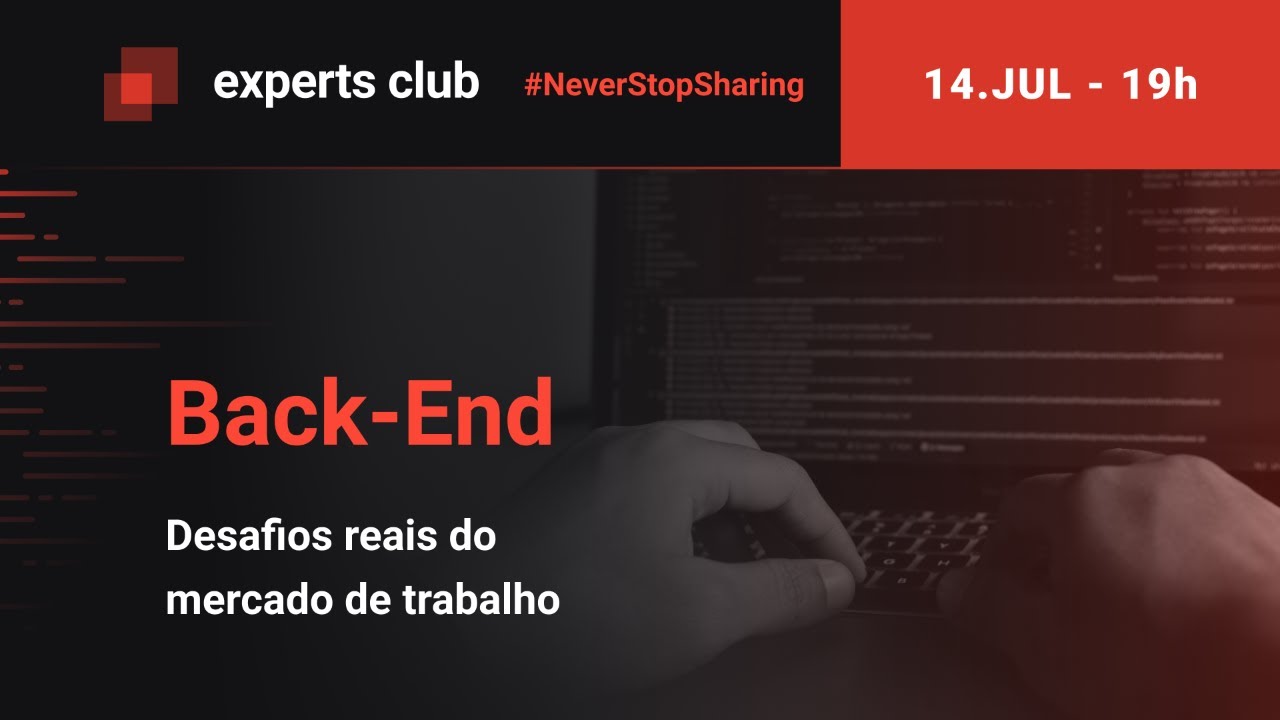 experts club #NeverStopSharing
14.JUL - 19h
Back-End
Desafios reais do
mercado de trabalho